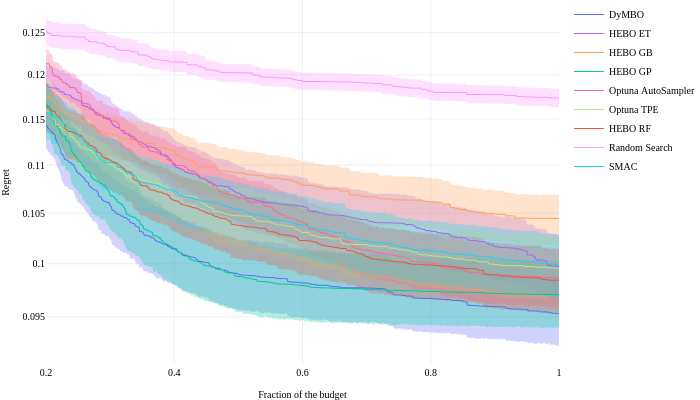 0.125
0.12
0.115
0.11
0.105
0.1
0.095
Regret
0.2
0.4
0.6
0.8
1
Fraction of the budget
DyMBO
HEBO ET
HEBO GB
HEBO GP
Optuna AutoSampler
Optuna TPE
HEBO RF
Random Search
SMAC